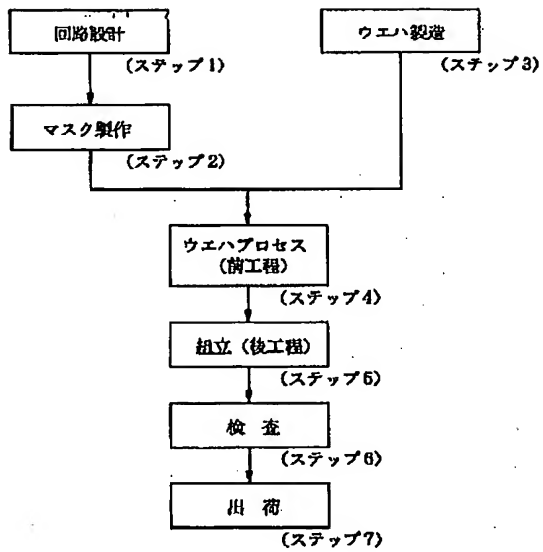 回路設計
(ステップ1)
ウエハ製造
(ステップ3)
マスク製作
(ステップ2)
ウエハプロセス
(前工程)
(ステップ4)
組立(後工程)
(ステップ5)
検 査
(ステップ6)
出 荷
(ステップ7)